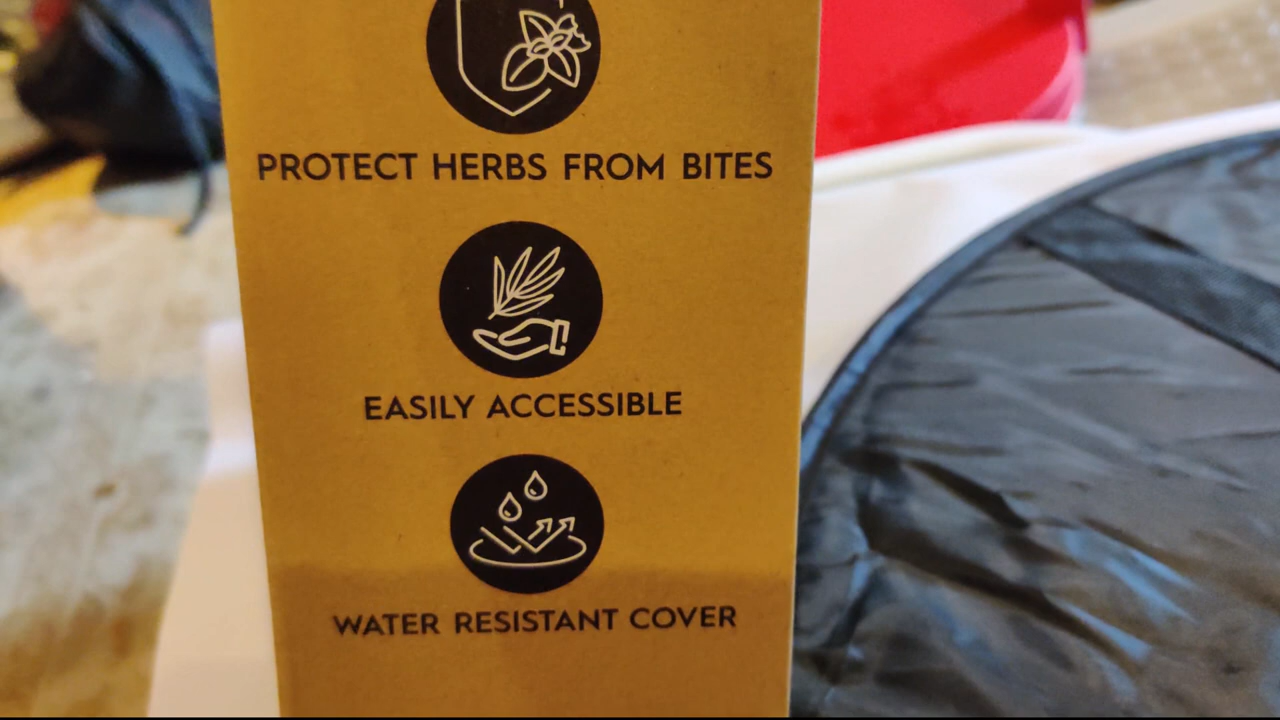 PROTECT HERBS FROM BITES
EASILY ACCESSIBLE
WATER RESISTANT COVER